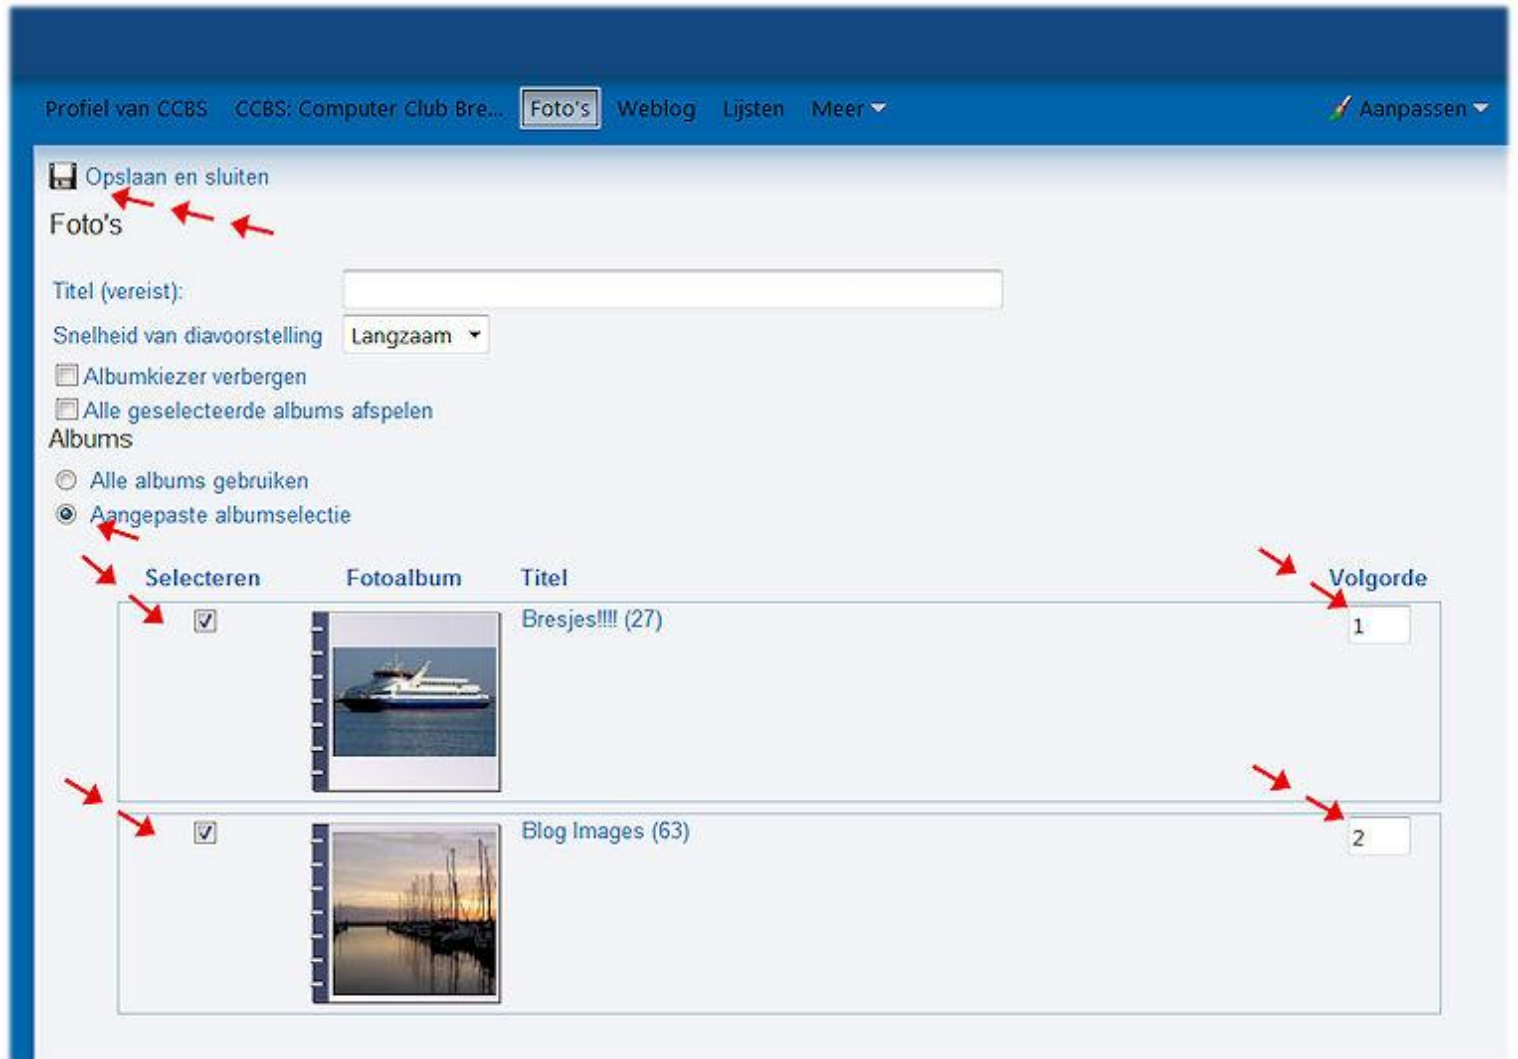 Profiel van CCBS CCBS: Computer Club Bre... Foto's Weblog Lijsten Meer Aanpassen
Opslaan en sluiten
Foto's
Titel (vereist):
Snelheid van diavoorstelling Langzaam
Albumkiezer verbergen
Alle geselecteerde albums afspelen
Albums
Alle albums gebruiken
Aangepaste albumselectie
Selecteren Fotoalbum Titel Volgorde
Bresjes!!!! (27) 1
Blog Images (63) 2